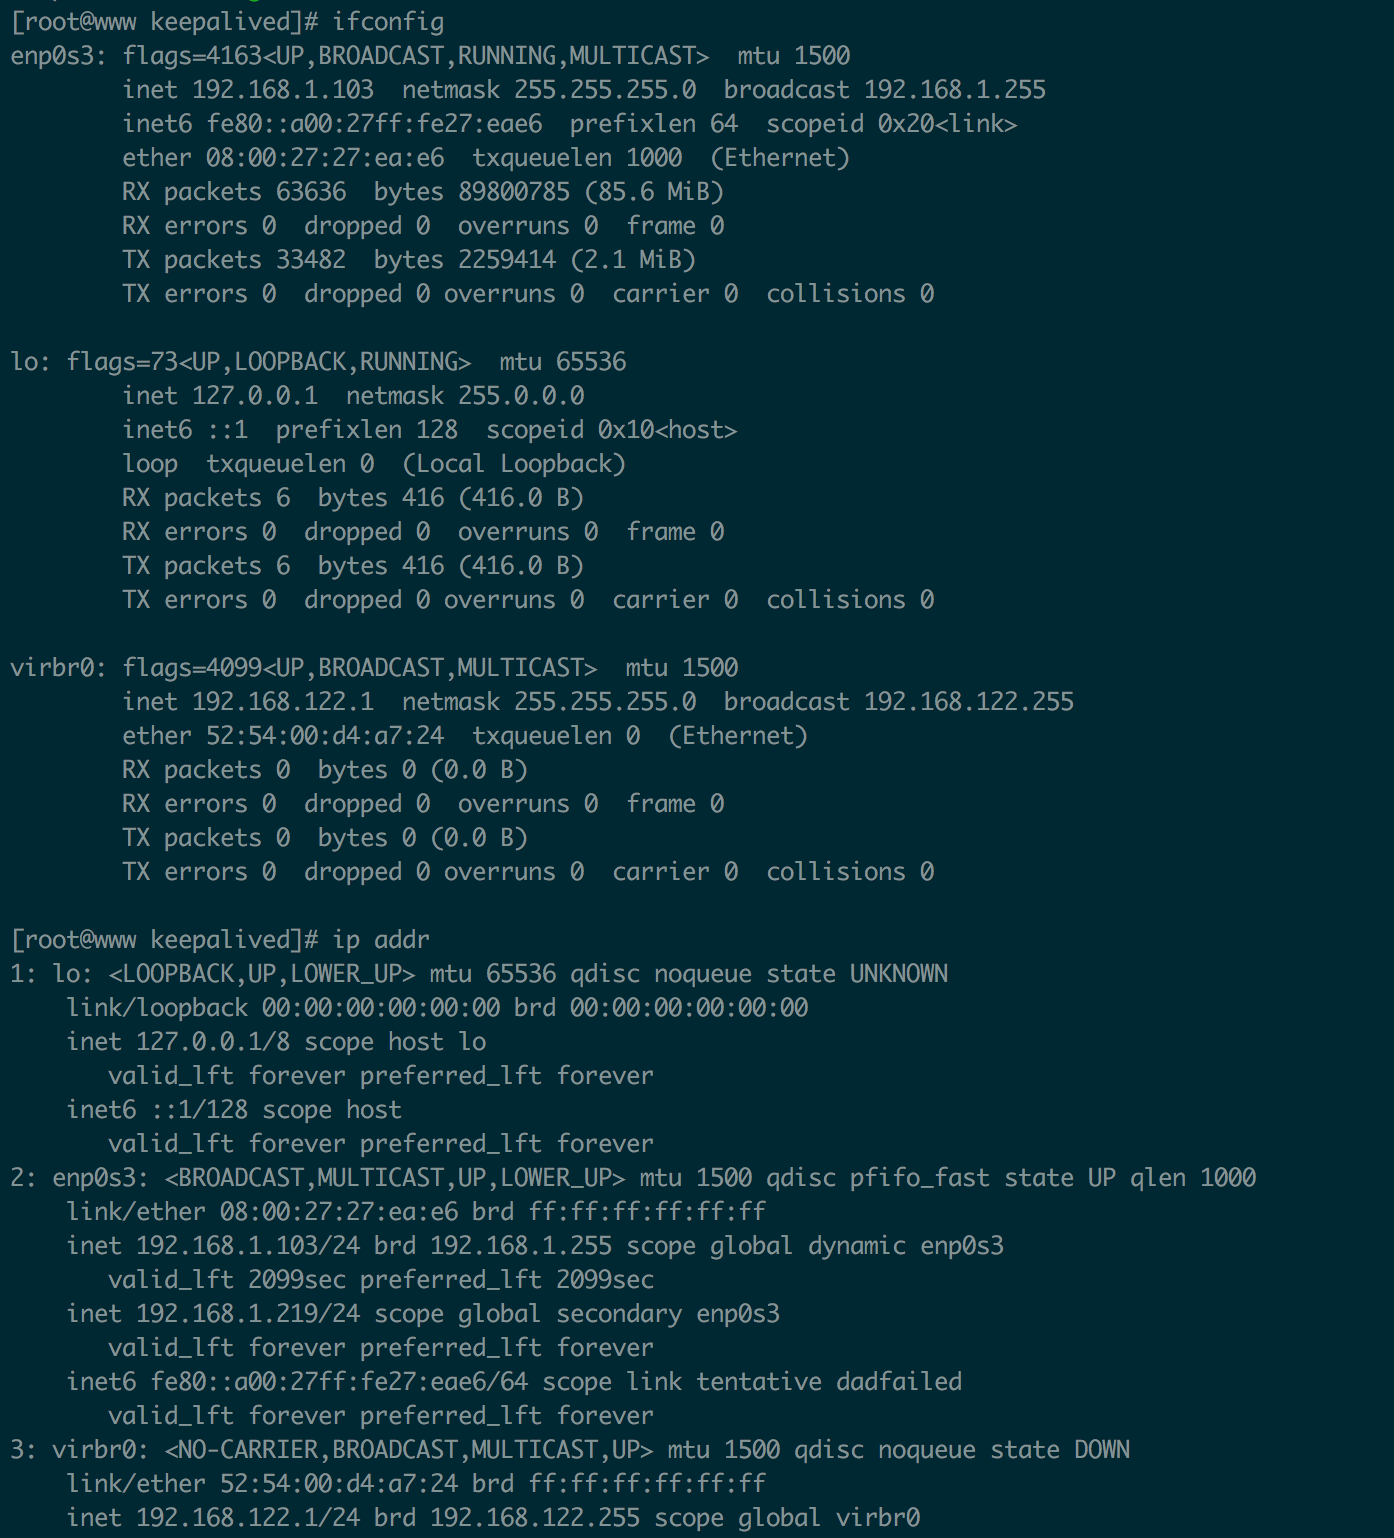 [root@www keepalived]# ifconfig
enp0s3: flags=4163<UP,BROADCAST,RUNNING,MULTICAST>  mtu 1500
        inet 192.168.1.103  netmask 255.255.255.0  broadcast 192.168.1.255
        inet6 fe80::a00:27ff:fe27:eae6  prefixlen 64  scopeid 0x20<link>
        ether 08:00:27:27:ea:e6  txqueuelen 1000  (Ethernet)
        RX packets 63636  bytes 89800785 (85.6 MiB)
        RX errors 0  dropped 0  overruns 0  frame 0
        TX packets 33482  bytes 2259414 (2.1 MiB)
        TX errors 0  dropped 0 overruns 0  carrier 0  collisions 0

lo: flags=73<UP,LOOPBACK,RUNNING>  mtu 65536
        inet 127.0.0.1  netmask 255.0.0.0
        inet6 ::1  prefixlen 128  scopeid 0x10<host>
        loop  txqueuelen 0  (Local Loopback)
        RX packets 6  bytes 416 (416.0 B)
        RX errors 0  dropped 0  overruns 0  frame 0
        TX packets 6  bytes 416 (416.0 B)
        TX errors 0  dropped 0 overruns 0  carrier 0  collisions 0

virbr0: flags=4099<UP,BROADCAST,MULTICAST>  mtu 1500
        inet 192.168.122.1  netmask 255.255.255.0  broadcast 192.168.122.255
        ether 52:54:00:d4:a7:24  txqueuelen 0  (Ethernet)
        RX packets 0  bytes 0 (0.0 B)
        RX errors 0  dropped 0  overruns 0  frame 0
        TX packets 0  bytes 0 (0.0 B)
        TX errors 0  dropped 0 overruns 0  carrier 0  collisions 0

[root@www keepalived]# ip addr
1: lo: <LOOPBACK,UP,LOWER_UP> mtu 65536 qdisc noqueue state UNKNOWN
    link/loopback 00:00:00:00:00:00 brd 00:00:00:00:00:00
    inet 127.0.0.1/8 scope host lo
       valid_lft forever preferred_lft forever
    inet6 ::1/128 scope host
       valid_lft forever preferred_lft forever
2: enp0s3: <BROADCAST,MULTICAST,UP,LOWER_UP> mtu 1500 qdisc pfifo_fast state UP qlen 1000
    link/ether 08:00:27:27:ea:e6 brd ff:ff:ff:ff:ff:ff
    inet 192.168.1.103/24 brd 192.168.1.255 scope global dynamic enp0s3
       valid_lft 2099sec preferred_lft 2099sec
    inet 192.168.1.219/24 scope global secondary enp0s3
       valid_lft forever preferred_lft forever
    inet6 fe80::a00:27ff:fe27:eae6/64 scope link tentative dadfailed
       valid_lft forever preferred_lft forever
3: virbr0: <NO-CARRIER,BROADCAST,MULTICAST,UP> mtu 1500 qdisc noqueue state DOWN
    link/ether 52:54:00:d4:a7:24 brd ff:ff:ff:ff:ff:ff
    inet 192.168.122.1/24 brd 192.168.122.255 scope global virbr0